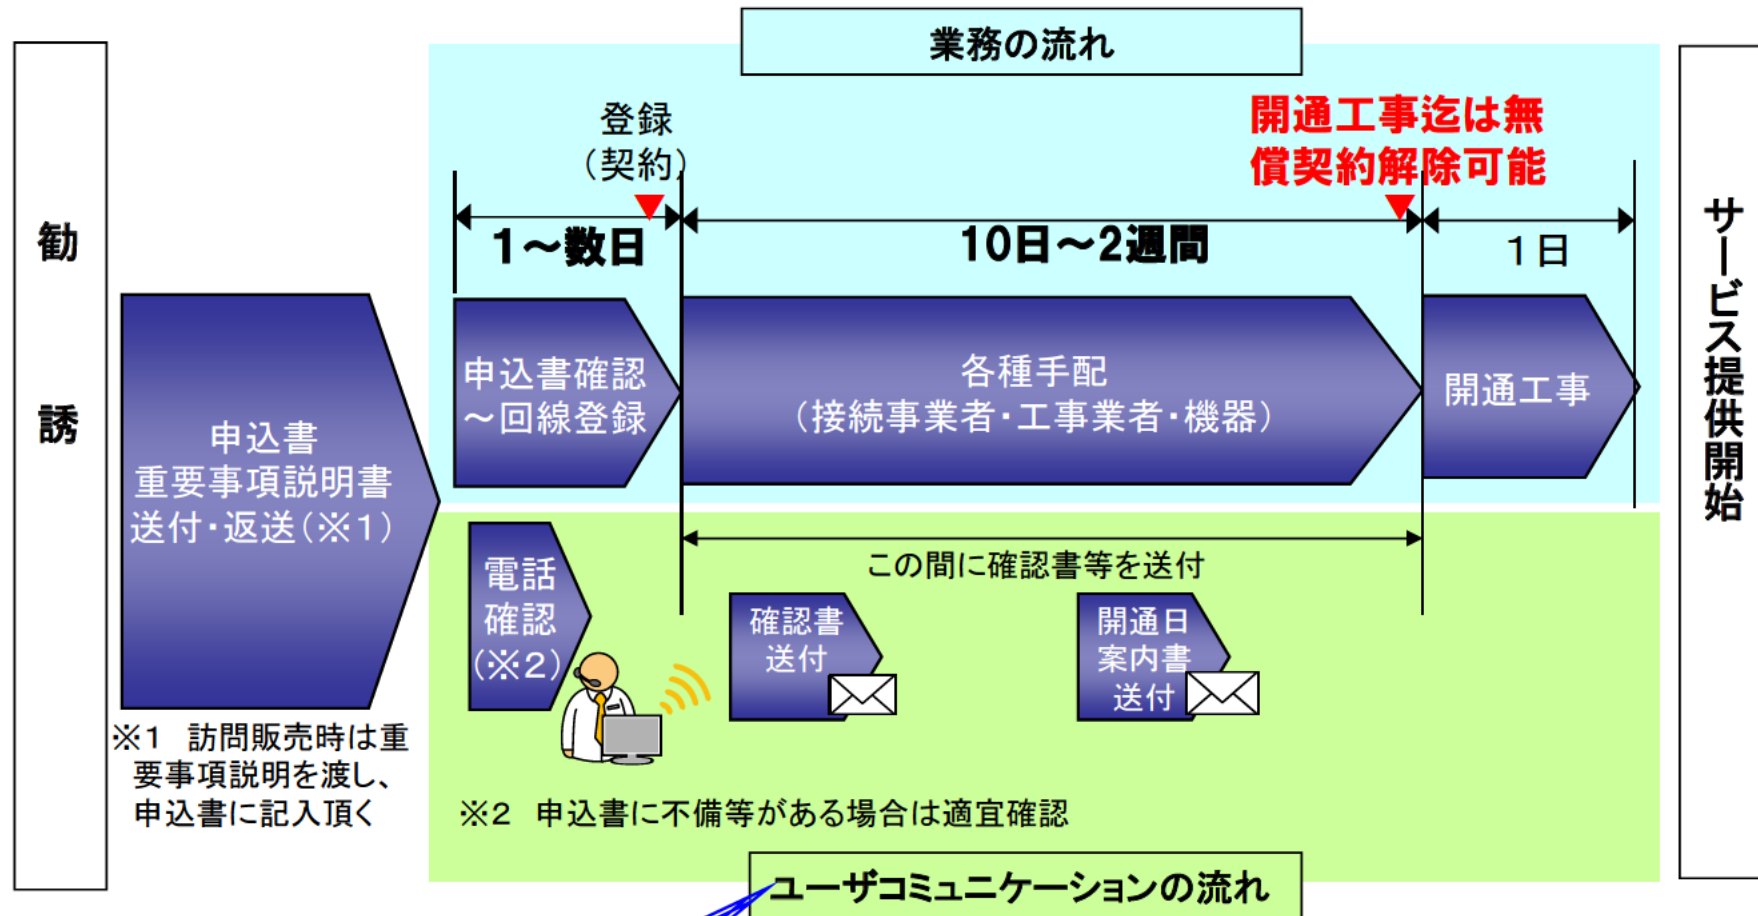 業務の流れ
勧誘
登録
（契約）
開通工事迄は無
償契約解除可能
1～数日
10日～2週間
1日
サービス提供開始
申込書
重要事項説明書
送付・返送（※1）
申込書確認
～回線登録
各種手配
（接続事業者・工事業者・機器）
開通工事
この間に確認書等を送付
電話
確認
（※2）
確認書
送付
開通日
案内書
送付
※1　訪問販売時は重
要事項説明を渡し、
申込書に記入頂く
※2　申込書に不備等がある場合は適宜確認
ユーザコミュニケーションの流れ